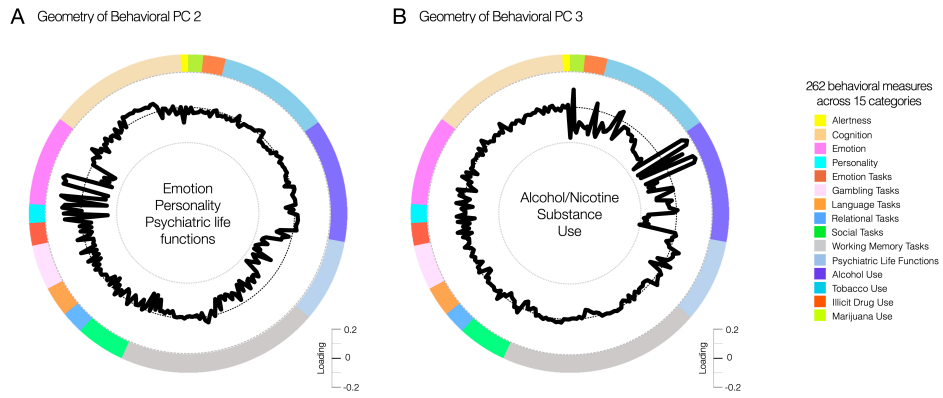 A Geometry of Behavioral PC 2
B Geometry of Behavioral PC 3
Emotion
Personality
Psychiatric life
functions
0.2
0
-0.2
Loading
Alcohol/Nicotine
Substance
Use
0.2
0
-0.2
Loading
262 behavioral measures
across 15 categories
Alertness
Cognition
Emotion
Personality
Emotion Tasks
Gambling Tasks
Language Tasks
Relational Tasks
Social Tasks
Working Memory Tasks
Psychiatric Life Functions
Alcohol Use
Tobacco Use
Illicit Drug Use
Marijuana Use